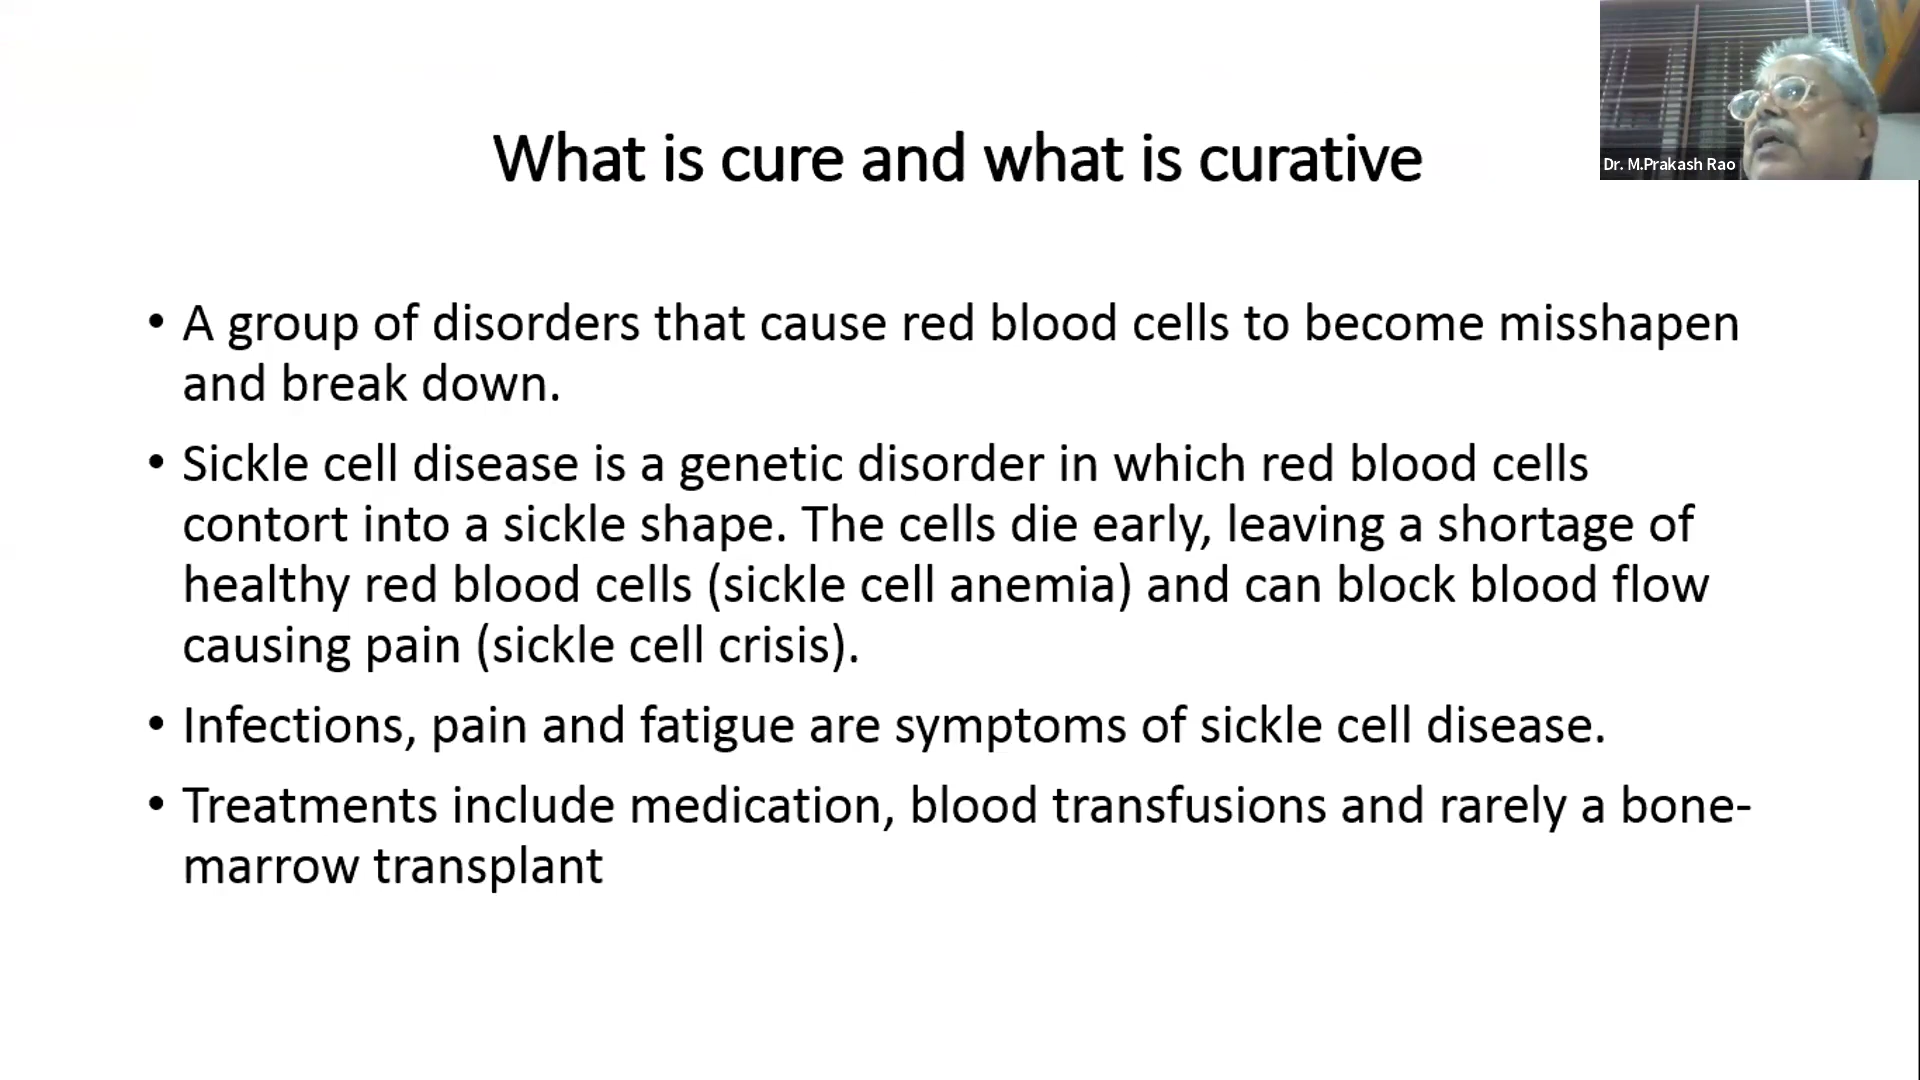 Dr. M.Prakash Rao
What is cure and what is curative
• A group of disorders that cause red blood cells to become misshapen
and break down.
• Sickle cell disease is a genetic disorder in which red blood cells
contort into a sickle shape. The cells die early, leaving a shortage of
healthy red blood cells (sickle cell anemia) and can block blood flow
causing pain (sickle cell crisis).
• Infections, pain and fatigue are symptoms of sickle cell disease.
• Treatments include medication, blood transfusions and rarely a bone-
marrow transplant